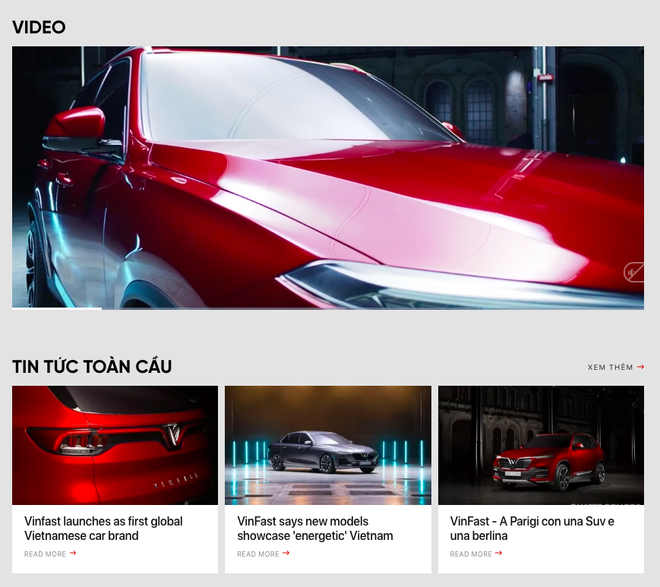 VIDEO
TIN TỨC TOÀN CẦU
XEM THÊM →
VINFAST
Vinfast launches as first global
Vietnamese car brand
READ MORE →
VinFast says new models
showcase 'energetic' Vietnam
READ MORE →
VinFast - A Parigi con una Suv e
una berlina
READ MORE →